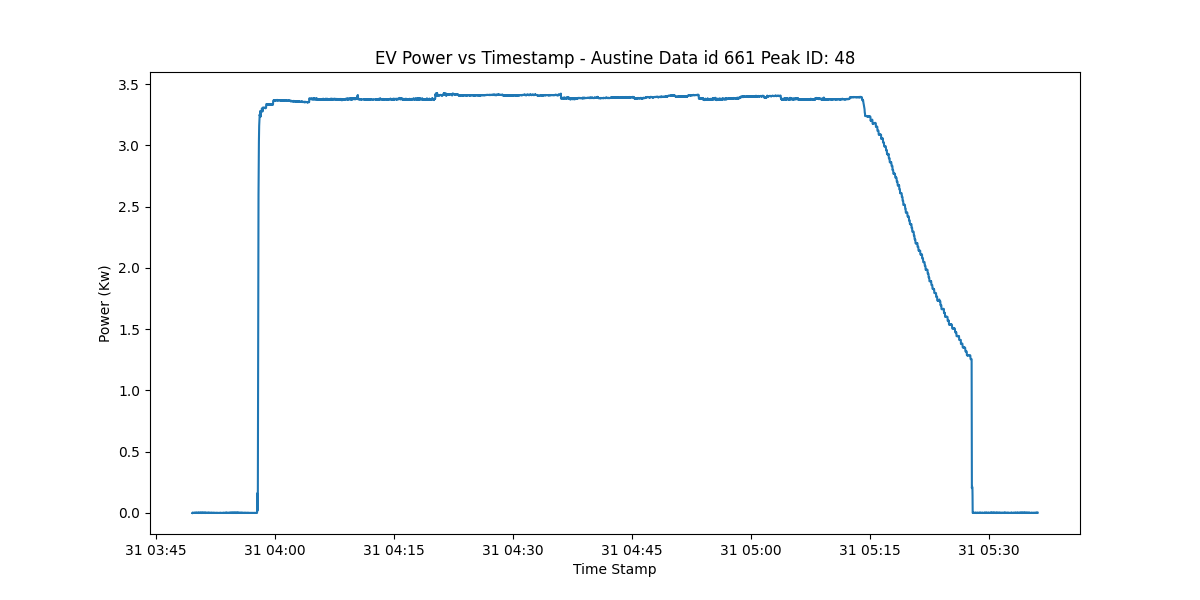 EV Power vs Timestamp - Austine Data id 661 Peak ID: 48
Power (Kw)
3.5
3.0
2.5
2.0
1.5
1.0
0.5
0.0
31 03:45 31 04:00 31 04:15 31 04:30 31 04:45 31 05:00 31 05:15 31 05:30
Time Stamp